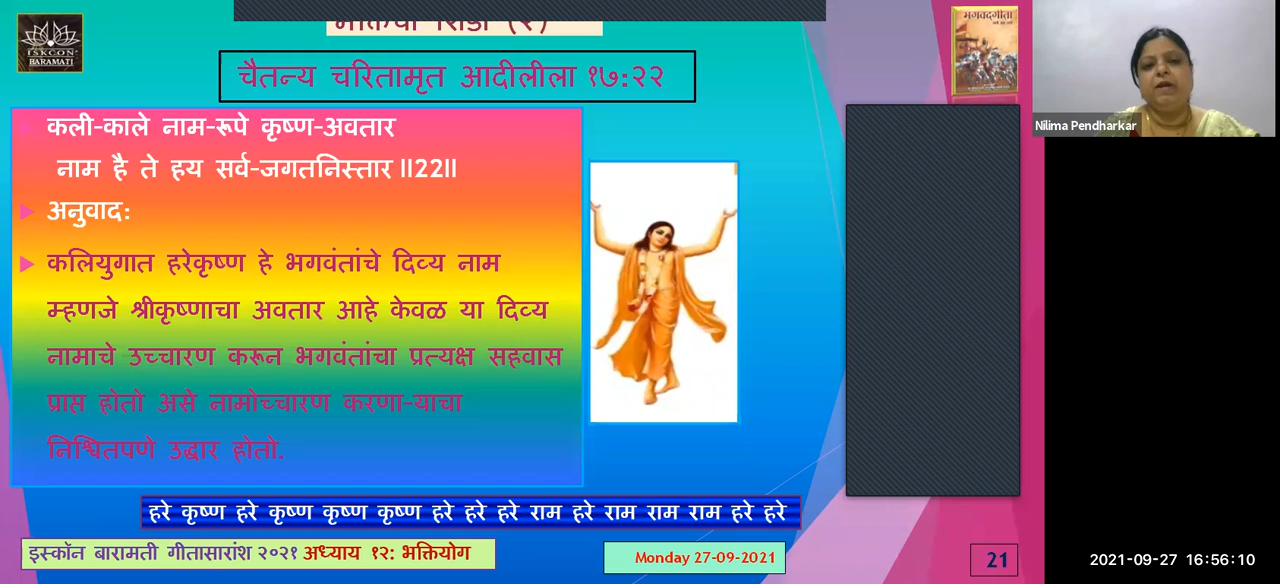 भक्तीची शिडी (२)
ISKCON
BARAMATI
चैतन्य चरितामृत आदीलीला १७:२२
भगवद्गीता
Nilima Pendharkar
कली-काले नाम-रूपे कृष्ण-अवतार
नाम है ते हय सर्व-जगतनिस्तार ॥22॥
अनुवाद:
कलियुगात हरेकृष्ण हे भगवंतांचे दिव्य नाम
म्हणजे श्रीकृष्णाचा अवतार आहे केवळ या दिव्य
नामाचे उच्चारण करून भगवंतांचा प्रत्यक्ष सहवास
प्राप्त होतो असे नामोच्चारण करणा-याचा
निश्चितपणे उद्धार होतो.
हरे कृष्ण हरे कृष्ण कृष्ण कृष्ण हरे हरे हरे राम हरे राम राम राम हरे हरे
इस्कॉन बारामती गीतासारांश २०२१ अध्याय १२: भक्तियोग
Monday 27-09-2021
21
2021-09-27 16:56:10